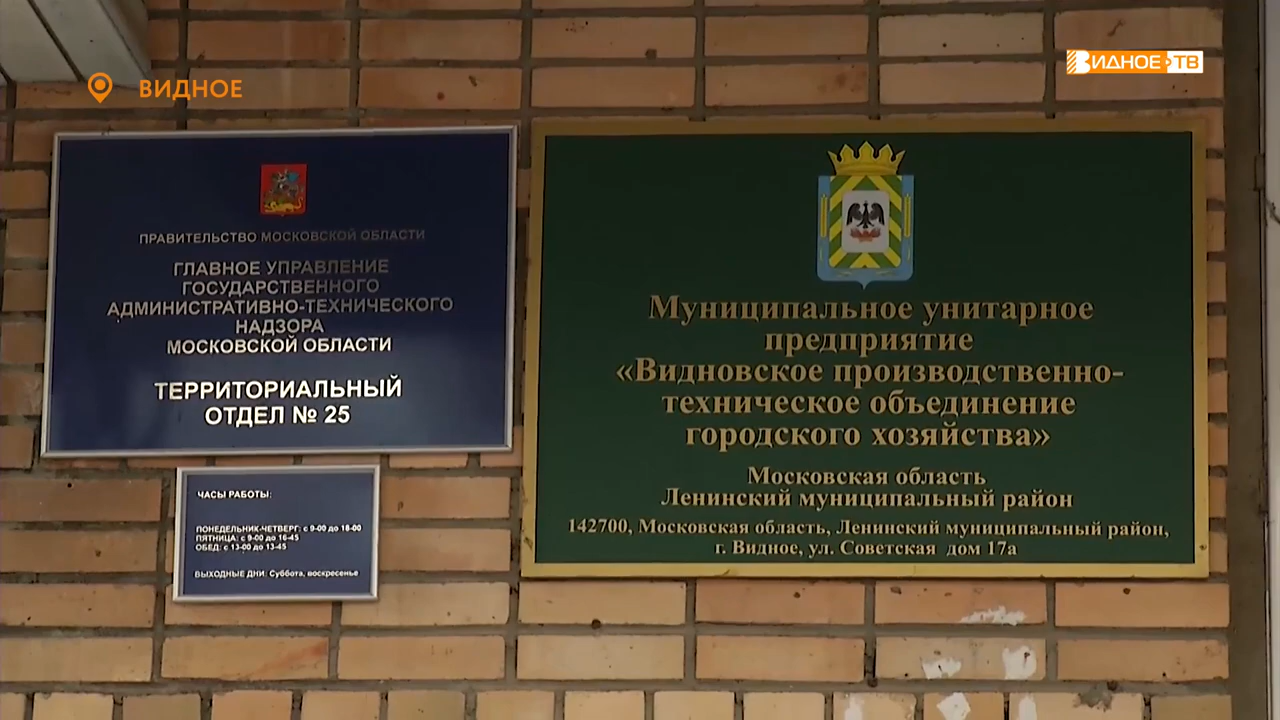 ВИДНОЕ
ВИДНОЕ ТВ
ПРАВИТЕЛЬСТВО МОСКОВСКОЙ ОБЛАСТИ
ГЛАВНОЕ УПРАВЛЕНИЕ
ГОСУДАРСТВЕННОГО
АДМИНИСТРАТИВНО-ТЕХНИЧЕСКОГО
НАДЗОРА
МОСКОВСКОЙ ОБЛАСТИ
ТЕРРИТОРИАЛЬНЫЙ
ОТДЕЛ № 25
ЧАСЫ РАБОТЫ:
ПОНЕДЕЛЬНИК-ЧЕТВЕРГ: с 9-00 до 18-00
ПЯТНИЦА: с 9-00 до 16-45
ОБЕД: с 13-00 до 13-45
ВЫХОДНЫЕ ДНИ: Суббота, воскресенье
Муниципальное унитарное
предприятие
«Видновское производственно-
техническое объединение
городского хозяйства»
Московская область
Ленинский муниципальный район
142700, Московская область, Ленинский муниципальный район,
г. Видное, ул. Советская дом 17а